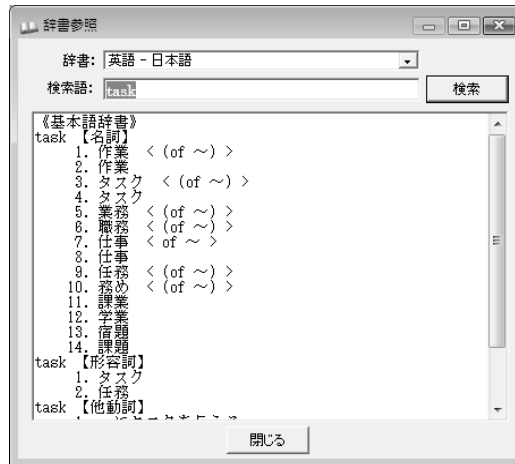 辞書参照
辞書: 英語 - 日本語
検索語: task 検索
《基本語辞書》
task 【名詞】
1. 作業 < (of ~) >
2. 作業
3. タスク < (of ~) >
4. タスク
5. 業務 < (of ~) >
6. 職務 < (of ~) >
7. 仕事 < of ~ >
8. 仕事
9. 任務 < (of ~) >
10. 務め < (of ~) >
11. 課業
12. 学業
13. 宿題
14. 課題
task 【形容詞】
1. タスク
2. 任務
task 【他動詞】
閉じる